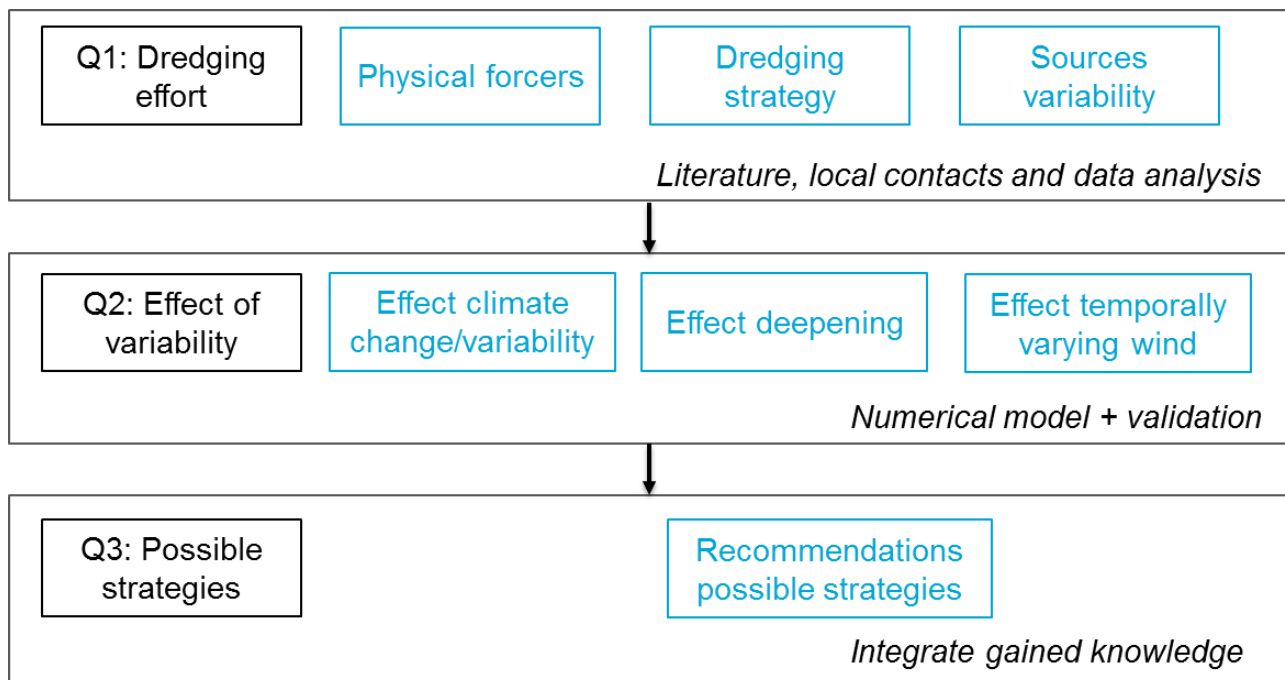 Q1: Dredging
effort
Physical forcers
Dredging
strategy
Sources
variability
Literature, local contacts and data analysis
Q2: Effect of
variability
Effect climate
change/variability
Effect deepening
Effect temporally
varying wind
Numerical model + validation
Q3: Possible
strategies
Recommendations
possible strategies
Integrate gained knowledge